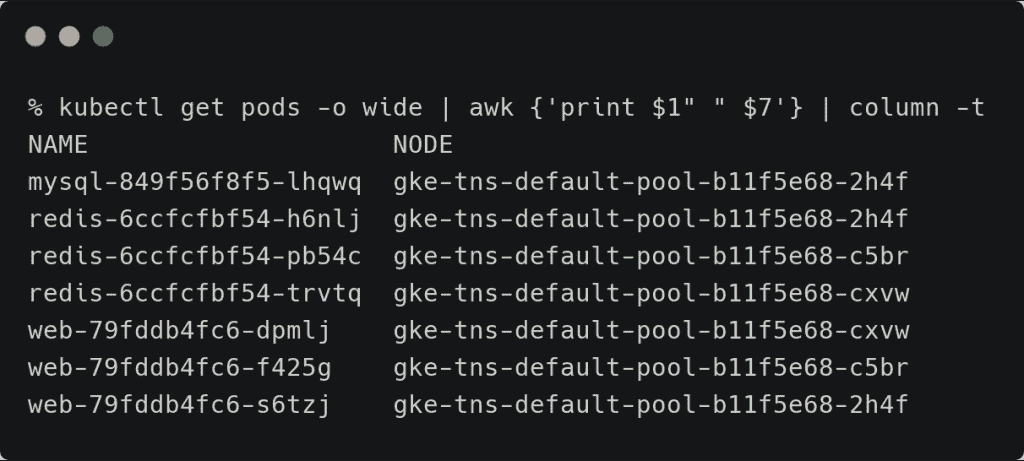 % kubectl get pods -o wide | awk {'print $1" " $7'} | column -t
NAME                    NODE
mysql-849f56f8f5-lhqwq  gke-tns-default-pool-b11f5e68-2h4f
redis-6ccfcfbf54-h6nlj  gke-tns-default-pool-b11f5e68-2h4f
redis-6ccfcfbf54-pb54c  gke-tns-default-pool-b11f5e68-c5br
redis-6ccfcfbf54-trvtq  gke-tns-default-pool-b11f5e68-cxvw
web-79fddb4fc6-dpmlj    gke-tns-default-pool-b11f5e68-cxvw
web-79fddb4fc6-f425g    gke-tns-default-pool-b11f5e68-c5br
web-79fddb4fc6-s6tzj    gke-tns-default-pool-b11f5e68-2h4f